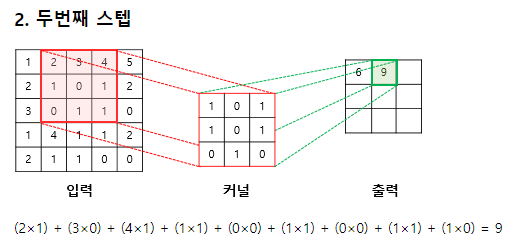 2. 두번째 스텝
1 2 3 4 5
2 1 0 1 2
3 0 1 1 0
1 4 1 1 2
2 1 1 0 0
입력
1 0 1
1 0 1
0 1 0
커널
6 9
출력
(2×1) + (3×0) + (4×1) + (1×1) + (0×0) + (1×1) + (0×0) + (1×1) + (1×0) = 9